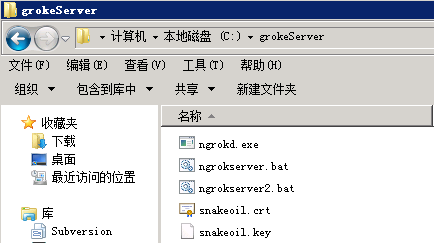 grokeServer
计算机 本地磁盘 (C:) grokeServer
文件(F) 编辑(E) 查看(V) 工具(T) 帮助(H)
组织 包含到库中 共享 新建文件夹
收藏夹
下载
桌面
最近访问的位置
库
Subversion
名称
ngrokd.exe
ngrokserver.bat
ngrokserver2.bat
snakeoil.crt
snakeoil.key